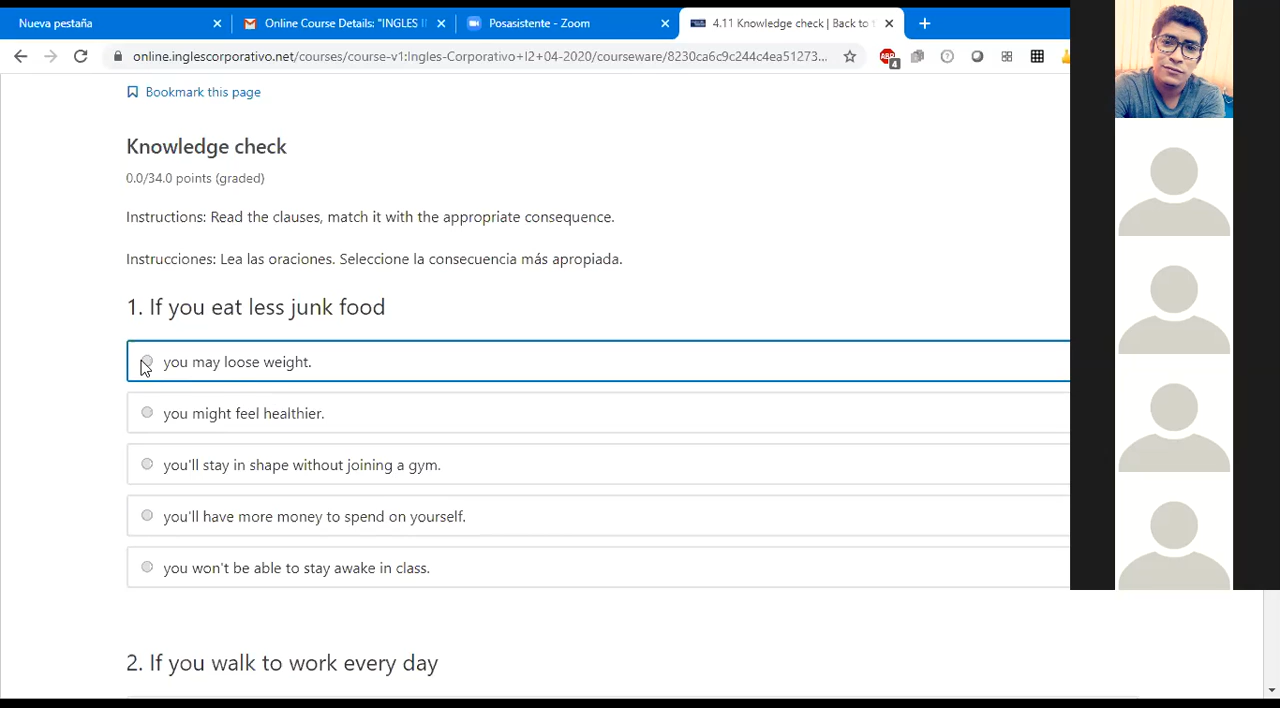 Nueva pestaña
Online Course Details: "INGLES I
Posasistente - Zoom
4.11 Knowledge check | Back to
online.inglescorporativo.net/courses/course-v1:Ingles-C
ivo+I2+04-2020/courseware/8230ca6c9c244c4ea51273...
4
Bookmark this page
Knowledge check
0.0/34.0 points (graded)
Instructions: Read the clauses, match it with the appropriate consequence.
Instrucciones: Lea las oraciones. Seleccione la consecuencia más apropiada.
1. If you eat less junk food
you may loose weight.
you might feel healthier.
you'll stay in shape without joining a gym.
you'll have more money to spend on yourself.
you won't be able to stay awake in class.
2. If you walk to work every day